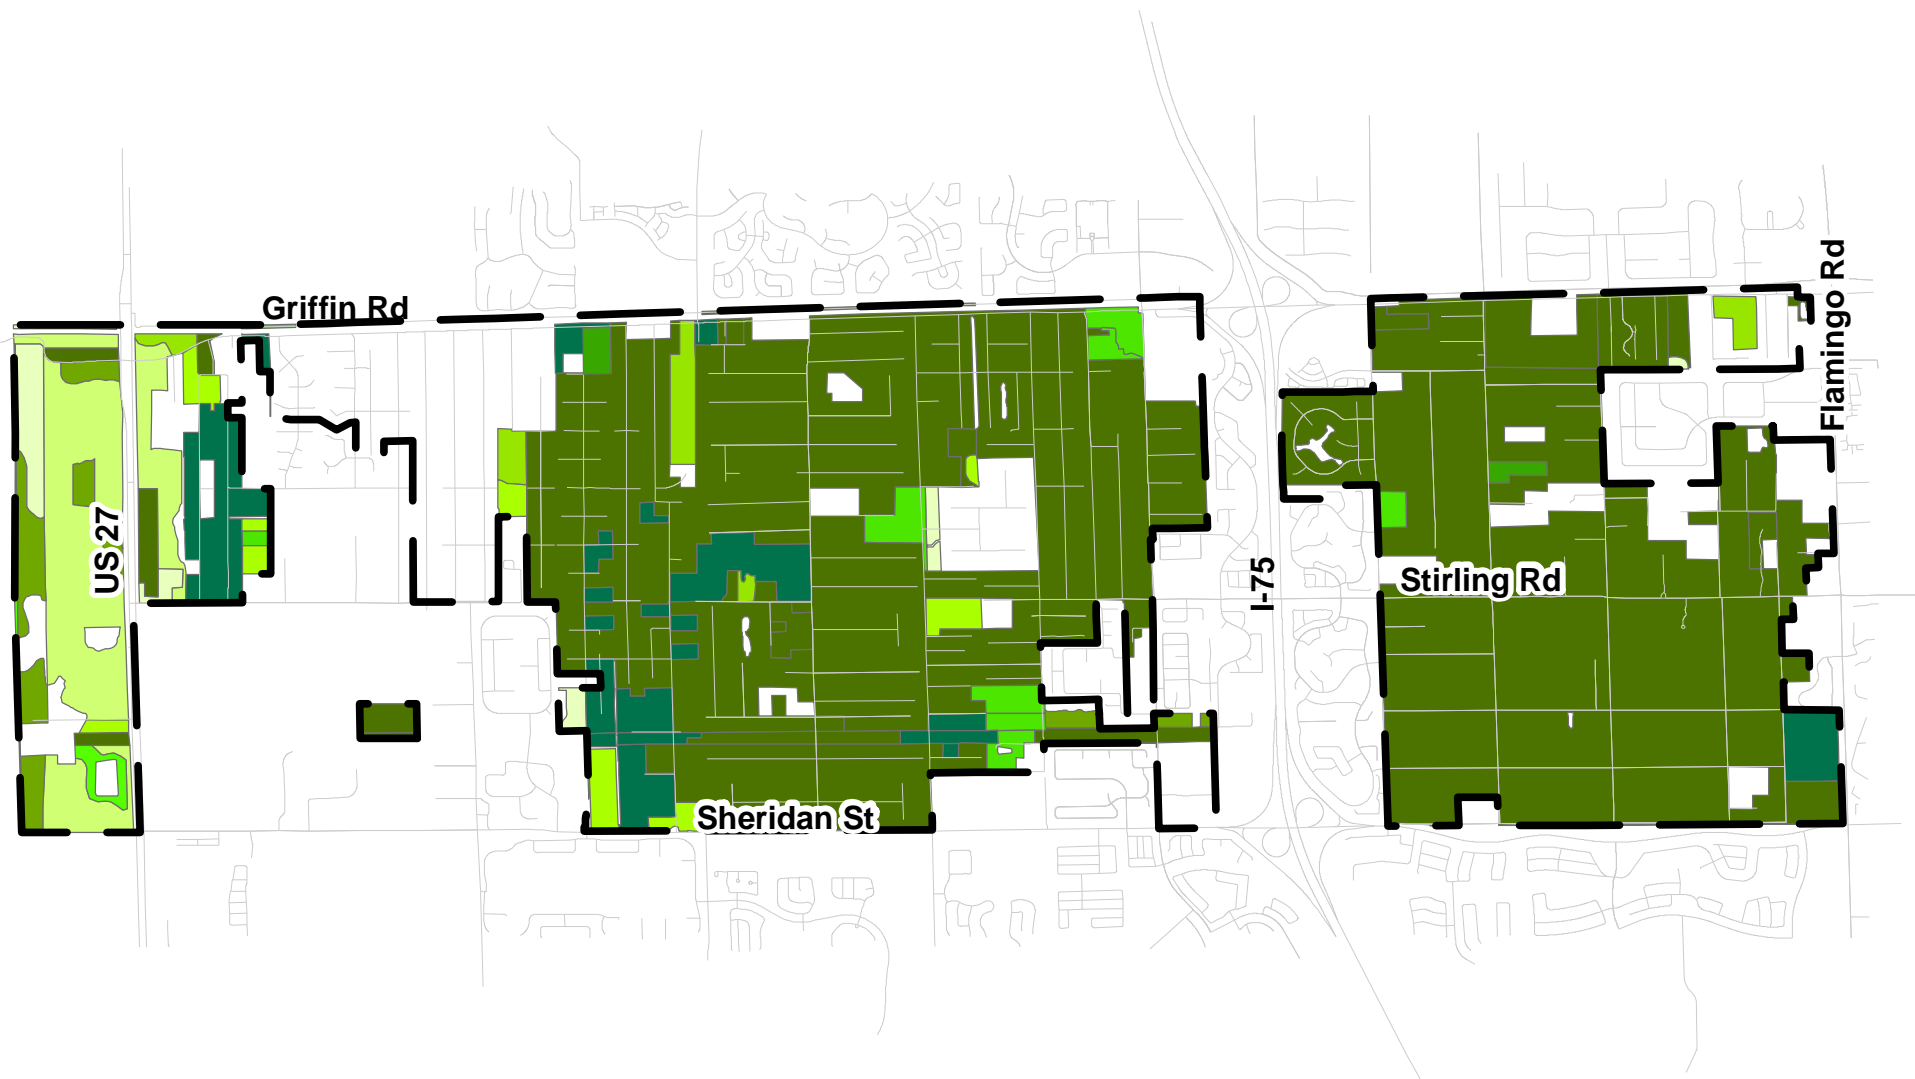 Griffin Rd
Flamingo Rd
US 27
I-75
Stirling Rd
Sheridan St